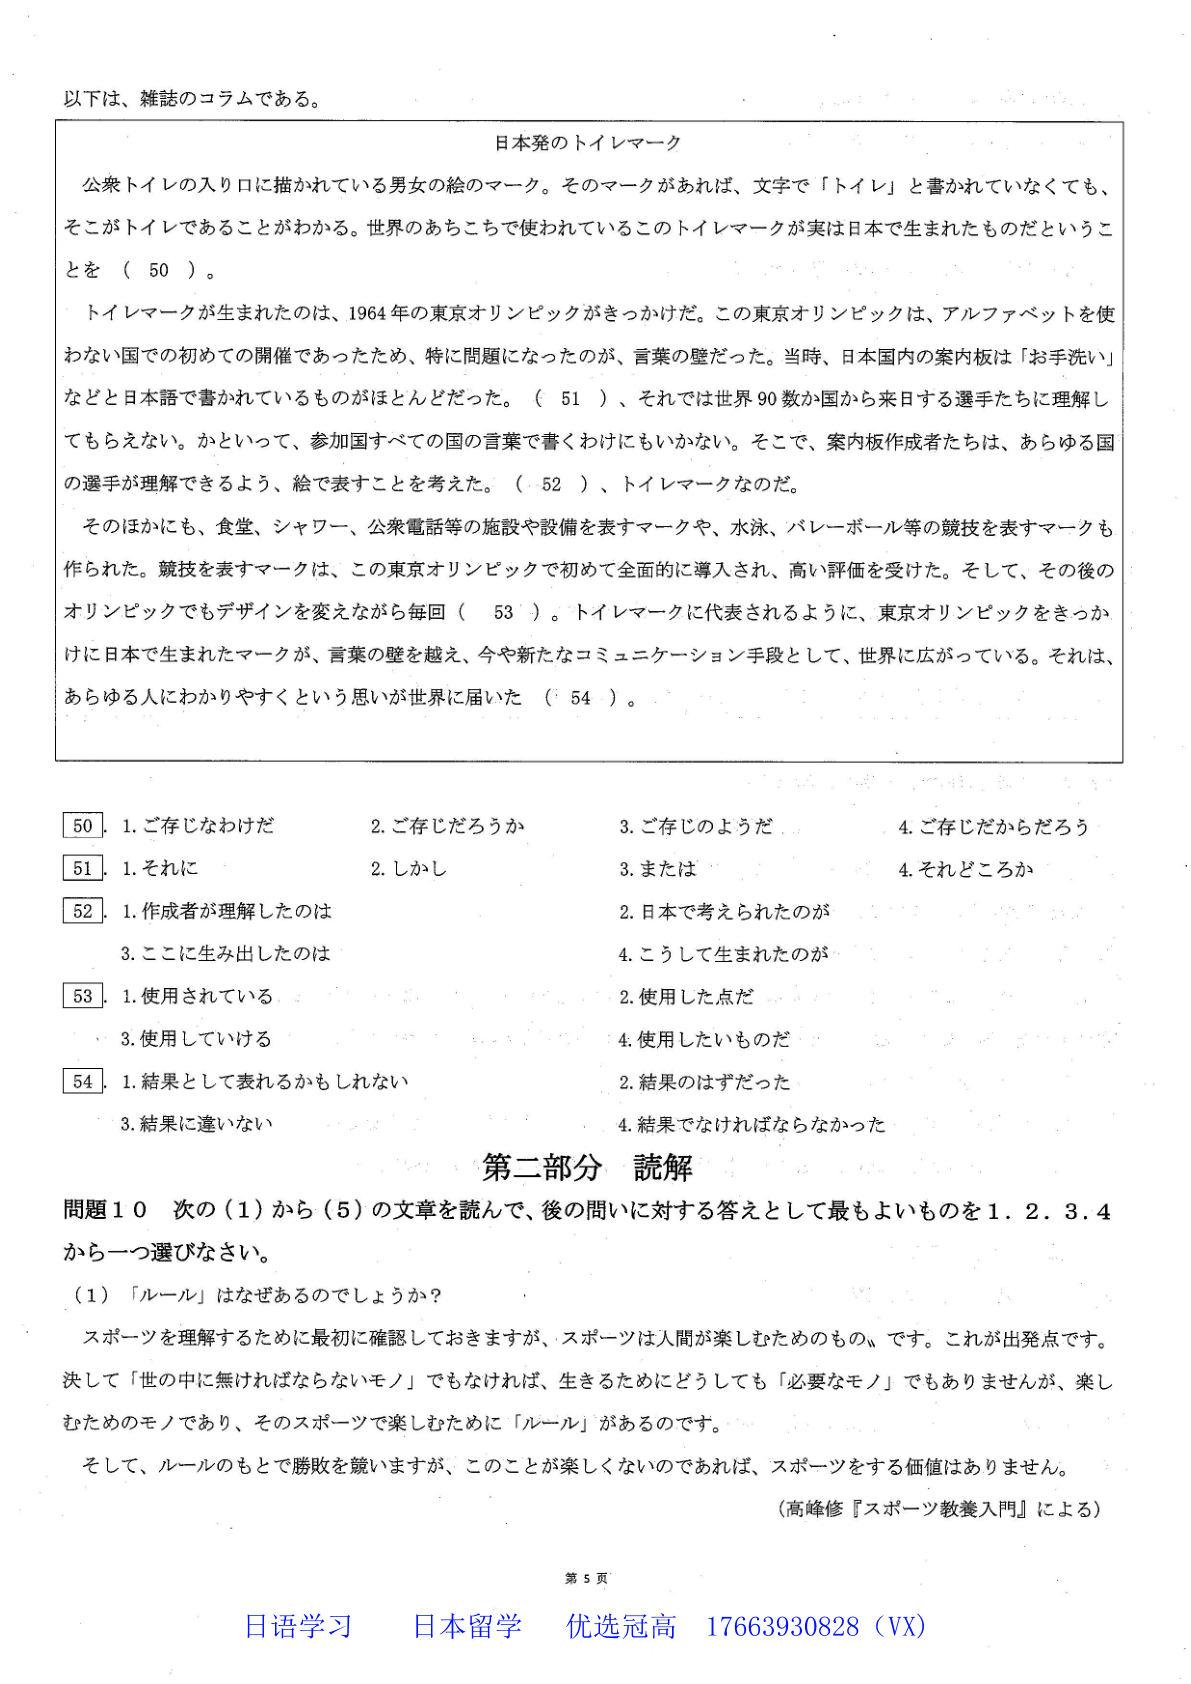 以下は、雑誌のコラムである。
日本発のトイレマーク
公衆トイレの入り口に描かれている男女の絵のマーク。そのマークがあれば、文字で「トイレ」と書かれていなくても、
そこがトイレであることがわかる。世界のあちこちで使われているこのトイレマークが実は日本で生まれたものだというこ
とを （ 50 ）。
トイレマークが生まれたのは、1964年の東京オリンピックがきっかけだ。この東京オリンピックは、アルファベットを使
わない国での初めての開催であったため、特に問題になったのが、言葉の壁だった。当時、日本国内の案内板は「お手洗い」
などと日本語で書かれているものがほとんどだった。（ 51 ）、それでは世界90数か国から来日する選手たちに理解し
てもらえない。かといって、参加国すべての国の言葉で書くわけにもいかない。そこで、案内板作成者たちは、あらゆる国
の選手が理解できるよう、絵で表すことを考えた。（ 52 ）、トイレマークなのだ。
そのほかにも、食堂、シャワー、公衆電話等の施設や設備を表すマークや、水泳、バレーボール等の競技を表すマークも
作られた。競技を表すマークは、この東京オリンピックで初めて全面的に導入され、高い評価を受けた。そして、その後の
オリンピックでもデザインを変えながら毎回（ 53 ）。トイレマークに代表されるように、東京オリンピックをきっか
けに日本で生まれたマークが、言葉の壁を越え、今や新たなコミュニケーション手段として、世界に広がっている。それは、
あらゆる人にわかりやすくという思いが世界に届いた （ 54 ）。
50. 1. ご存じなわけだ 2. ご存じだろうか 3. ご存じのようだ 4. ご存じだからだろう
51. 1. それに 2. しかし 3. または 4. それどころか
52. 1. 作成者が理解したのは 2. 日本で考えられたのが
3. ここに生み出したのは 4. こうして生まれたのが
53. 1. 使用されている 2. 使用した点だ
3. 使用していける 4. 使用したいものだ
54. 1. 結果として表れるかもしれない 2. 結果のはずだった
3. 結果に違いない 4. 結果でなければならなかった
第二部分 読解
問題１０ 次の（１）から（５）の文章を読んで、後の問いに対する答えとして最もよいものを１．２．３．４
から一つ選びなさい。
（1）「ルール」はなぜあるのでしょうか？
スポーツを理解するために最初に確認しておきますが、スポーツは人間が楽しむためのもの〟です。これが出発点です。
決して「世の中に無ければならないモノ」でもなければ、生きるためにどうしても「必要なモノ」でもありませんが、楽し
むためのモノであり、そのスポーツで楽しむために「ルール」があるのです。
そして、ルールのもとで勝敗を競いますが、このことが楽しくないのであれば、スポーツをする価値はありません。
（高峰修『スポーツ教養入門』による）
第 5 页
日语学习 日本留学 优选冠高 17663930828（VX)